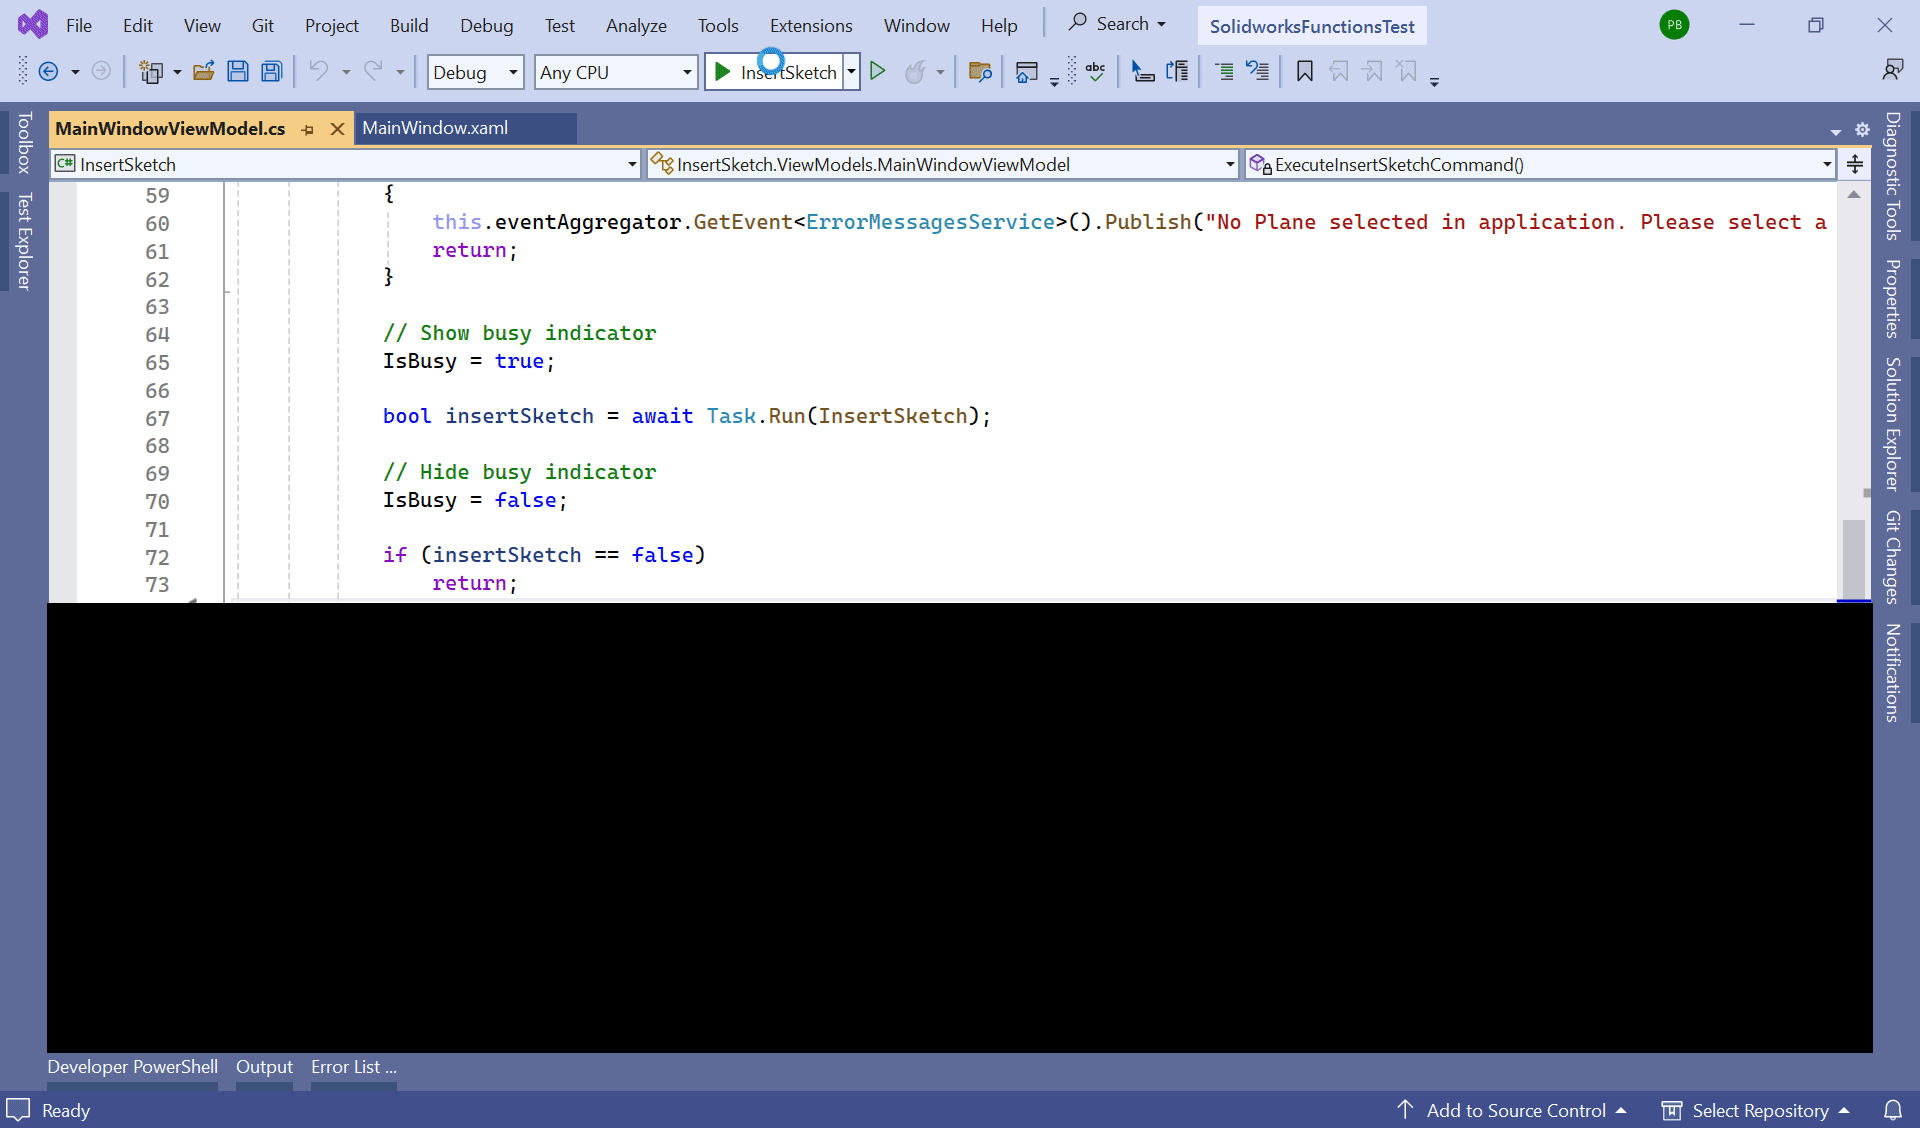 File Edit View Git Project Build Debug Test Analyze Tools Extensions Window Help Search SolidworksFunctionsTest PB
Debug Any CPU InsertSketch abc
Toolbox
Test Explorer
MainWindowViewModel.cs MainWindow.xaml
C# InsertSketch InsertSketch.ViewModels.MainWindowViewModel ExecuteInsertSketchCommand()
59 {
60 this.eventAggregator.GetEvent<ErrorMessagesService>().Publish("No Plane selected in application. Please select a
61 return;
62 }
63
64 // Show busy indicator
65 IsBusy = true;
66
67 bool insertSketch = await Task.Run(InsertSketch);
68
69 // Hide busy indicator
70 IsBusy = false;
71
72 if (insertSketch == false)
73 return;
Diagnostic Tools
Properties
Solution Explorer
Git Changes
Notifications
Developer PowerShell Output Error List ...
Ready Add to Source Control Select Repository